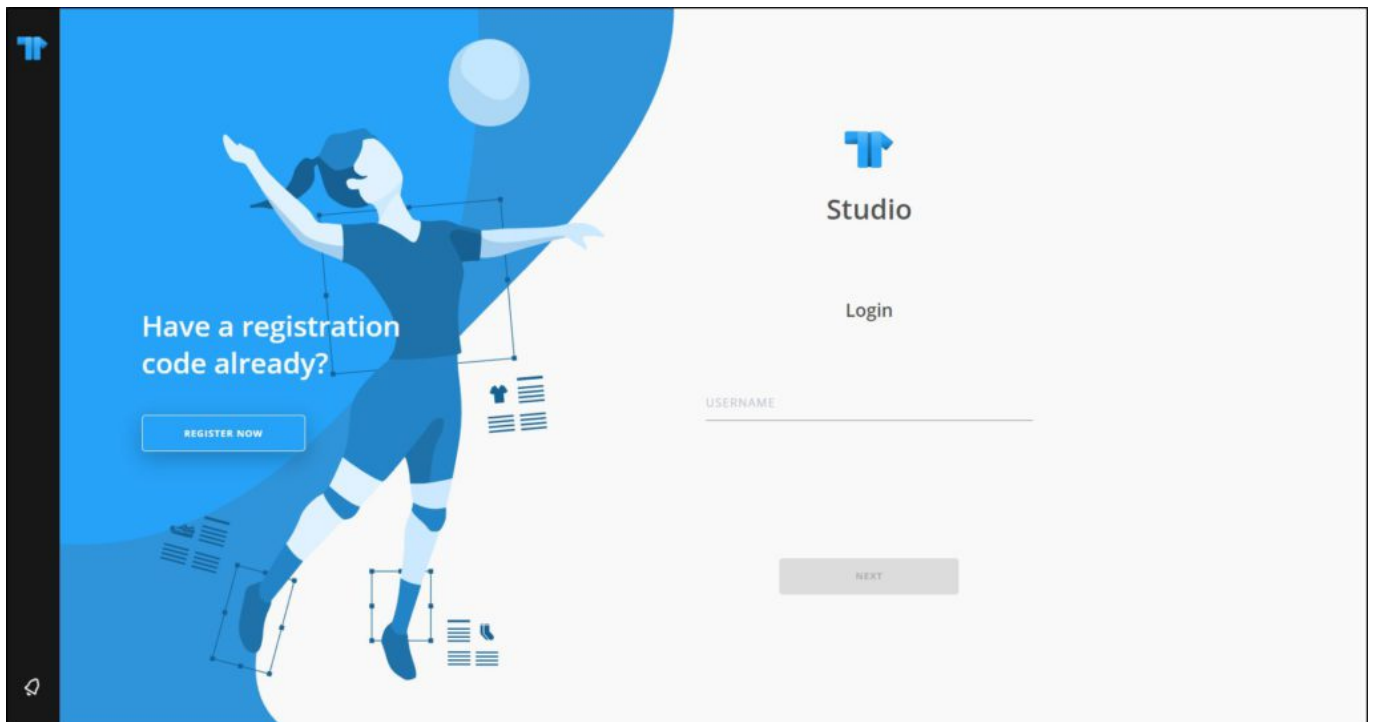 Have a registration
code already?
REGISTER NOW
Studio
Login
USERNAME
NEXT